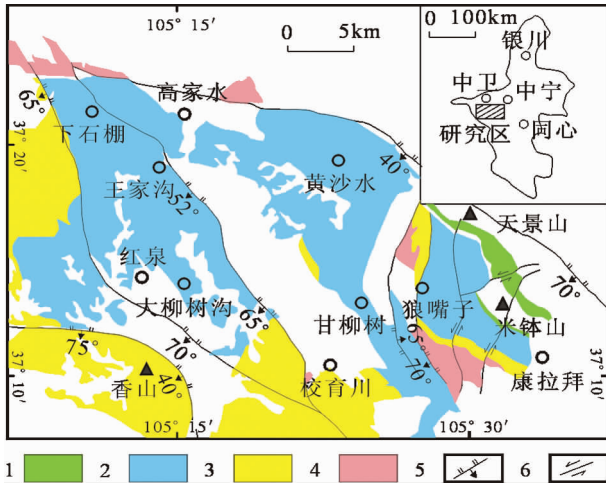 105° 15′
0 5km
0 100km
银川
中卫
中宁
同心
研究区
65°
高家水
下石棚
37° 20′
40°
黄沙水
王家沟
52°
天景山
红泉
大柳树沟
65°
甘柳树
狼嘴子
米钵山
70°
75°
70°
65°
70°
香山
40°
校育川
康拉拜
37° 10′
37° 10′
105° 15′
105° 30′
1 2 3 4 5 6